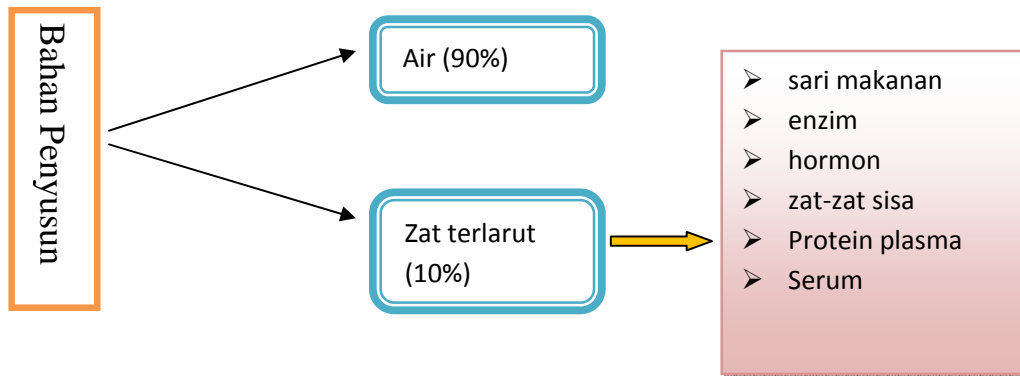 Bahan Penyusun
Air (90%)
Zat terlarut
(10%)
sari makanan
enzim
hormon
zat-zat sisa
Protein plasma
Serum